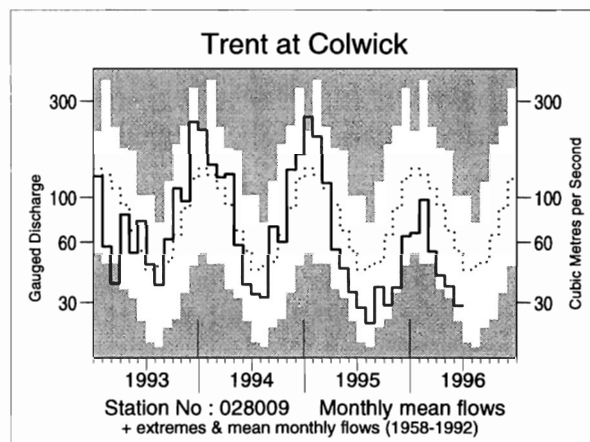 Trent at Colwick
300
100
60
30
Gauged Discharge
300
100
60
30
Cubic Metres per Second
1993 1994 1995 1996
Station No : 028009 Monthly mean flows
+ extremes & mean monthly flows (1958-1992)